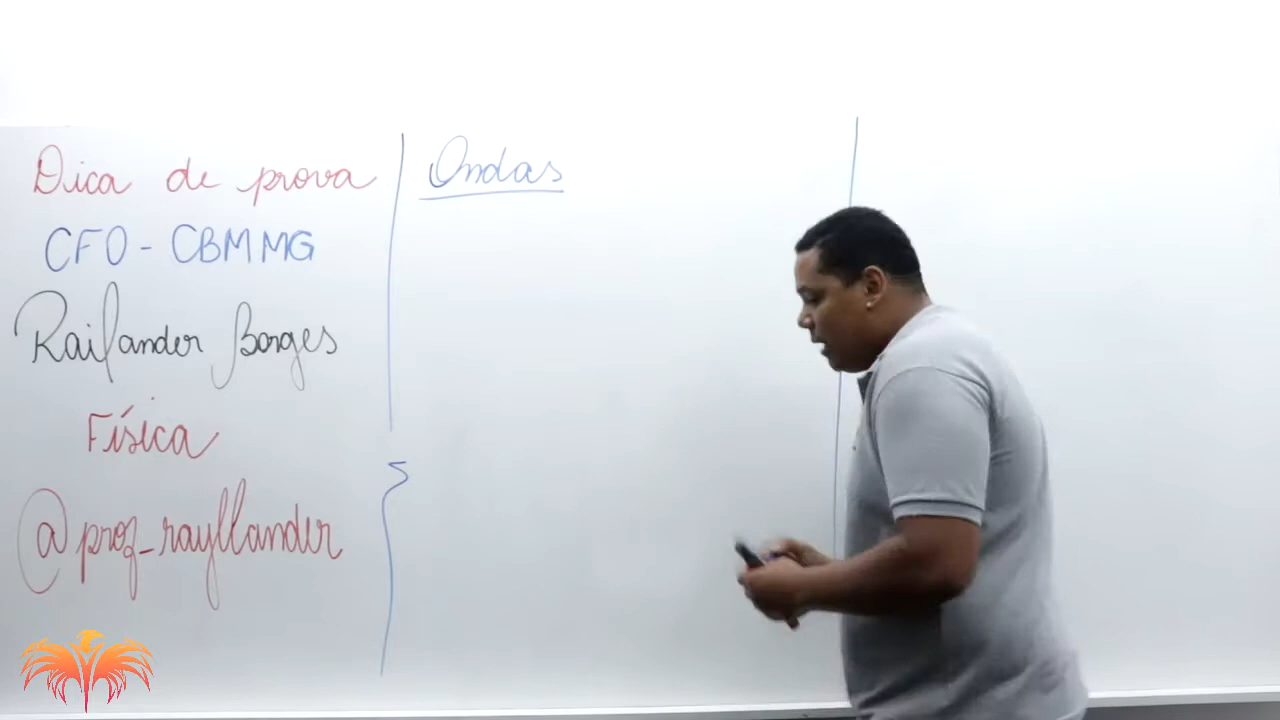 Dica de prova
CFO - CBMMG
Railander Borges
Física
@prof_rayllander
Ondas